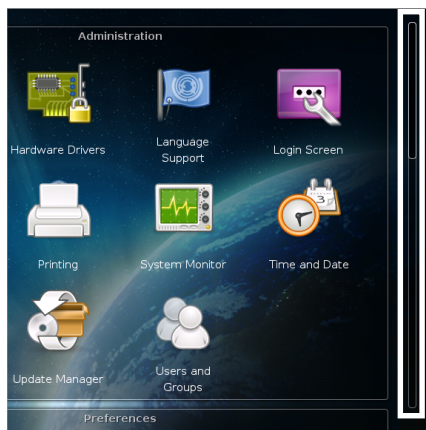 Administration
Hardware Drivers
Language
Support
Login Screen
3
Printing
System Monitor
Time and Date
Update Manager
Users and
Groups
Preferences